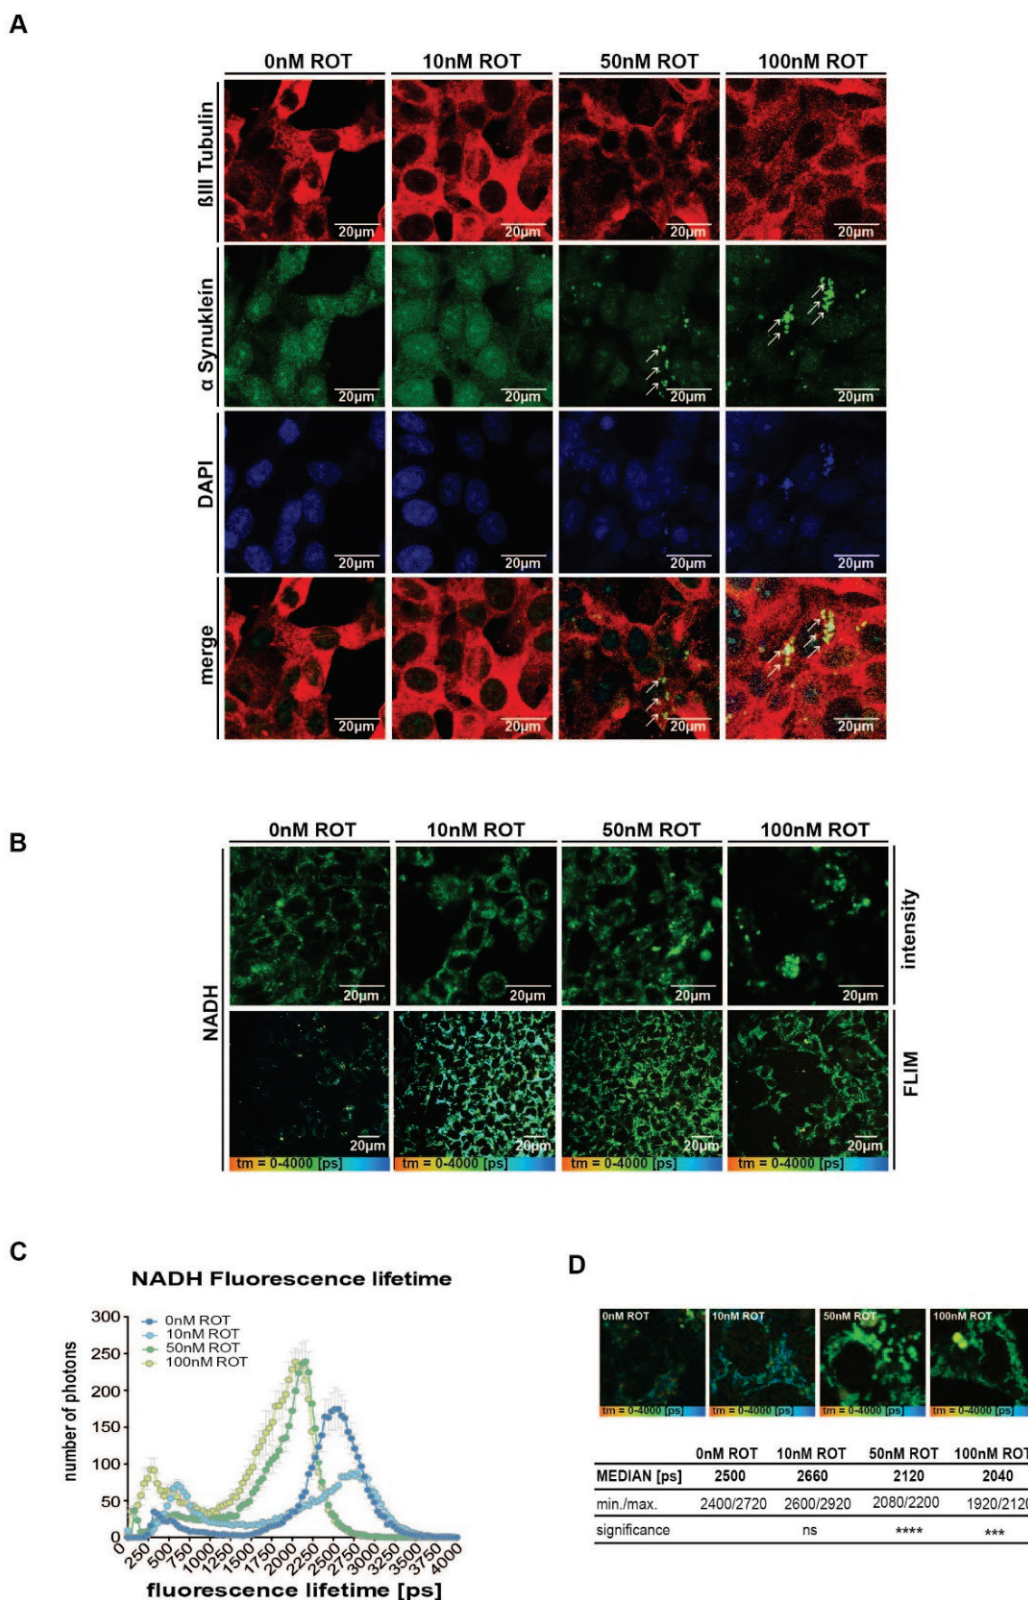 A
0nM ROT 10nM ROT 50nM ROT 100nM ROT
ßIII Tubulin
20µm 20µm 20µm 20µm
α Synukleín
20µm 20µm 20µm 20µm
DAPI
20µm 20µm 20µm 20µm
merge
20µm 20µm 20µm 20µm
B
0nM ROT 10nM ROT 50nM ROT 100nM ROT
NADH
20µm 20µm 20µm 20µm
intensity
20µm 20µm 20µm 20µm
FLIM
tm = 0-4000 [ps] tm = 0-4000 [ps] tm = 0-4000 [ps] tm = 0-4000 [ps]
C
NADH Fluorescence lifetime
number of photons
300
250
200
150
100
50
0
0nM ROT
10nM ROT
50nM ROT
100nM ROT
0 250 500 750 1000 1250 1500 1750 2000 2250 2500 2750 3000 3250 3500 3750 4000
fluorescence lifetime [ps]
D
0nM ROT 10nM ROT 50nM ROT 100nM ROT
tm = 0-4000 [ps] tm = 0-4000 [ps] tm = 0-4000 [ps] tm = 0-4000 [ps]
0nM ROT 10nM ROT 50nM ROT 100nM ROT
MEDIAN [ps] 2500 2660 2120 2040
min./max. 2400/2720 2600/2920 2080/2200 1920/2120
significance ns **** ***